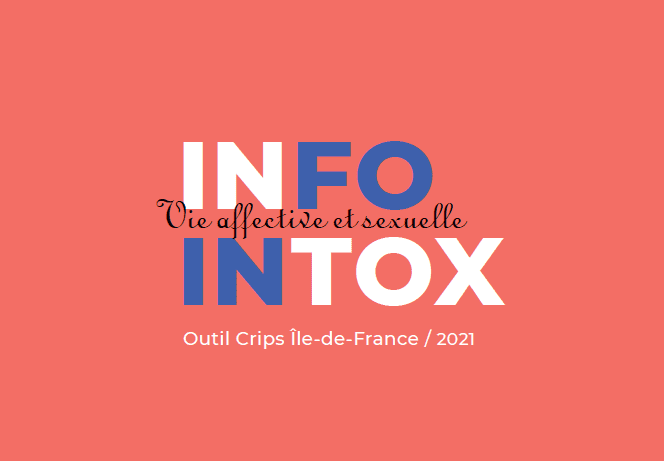 INFO
Vie affective et sexuelle
INTOX
Outil Crips Île-de-France / 2021